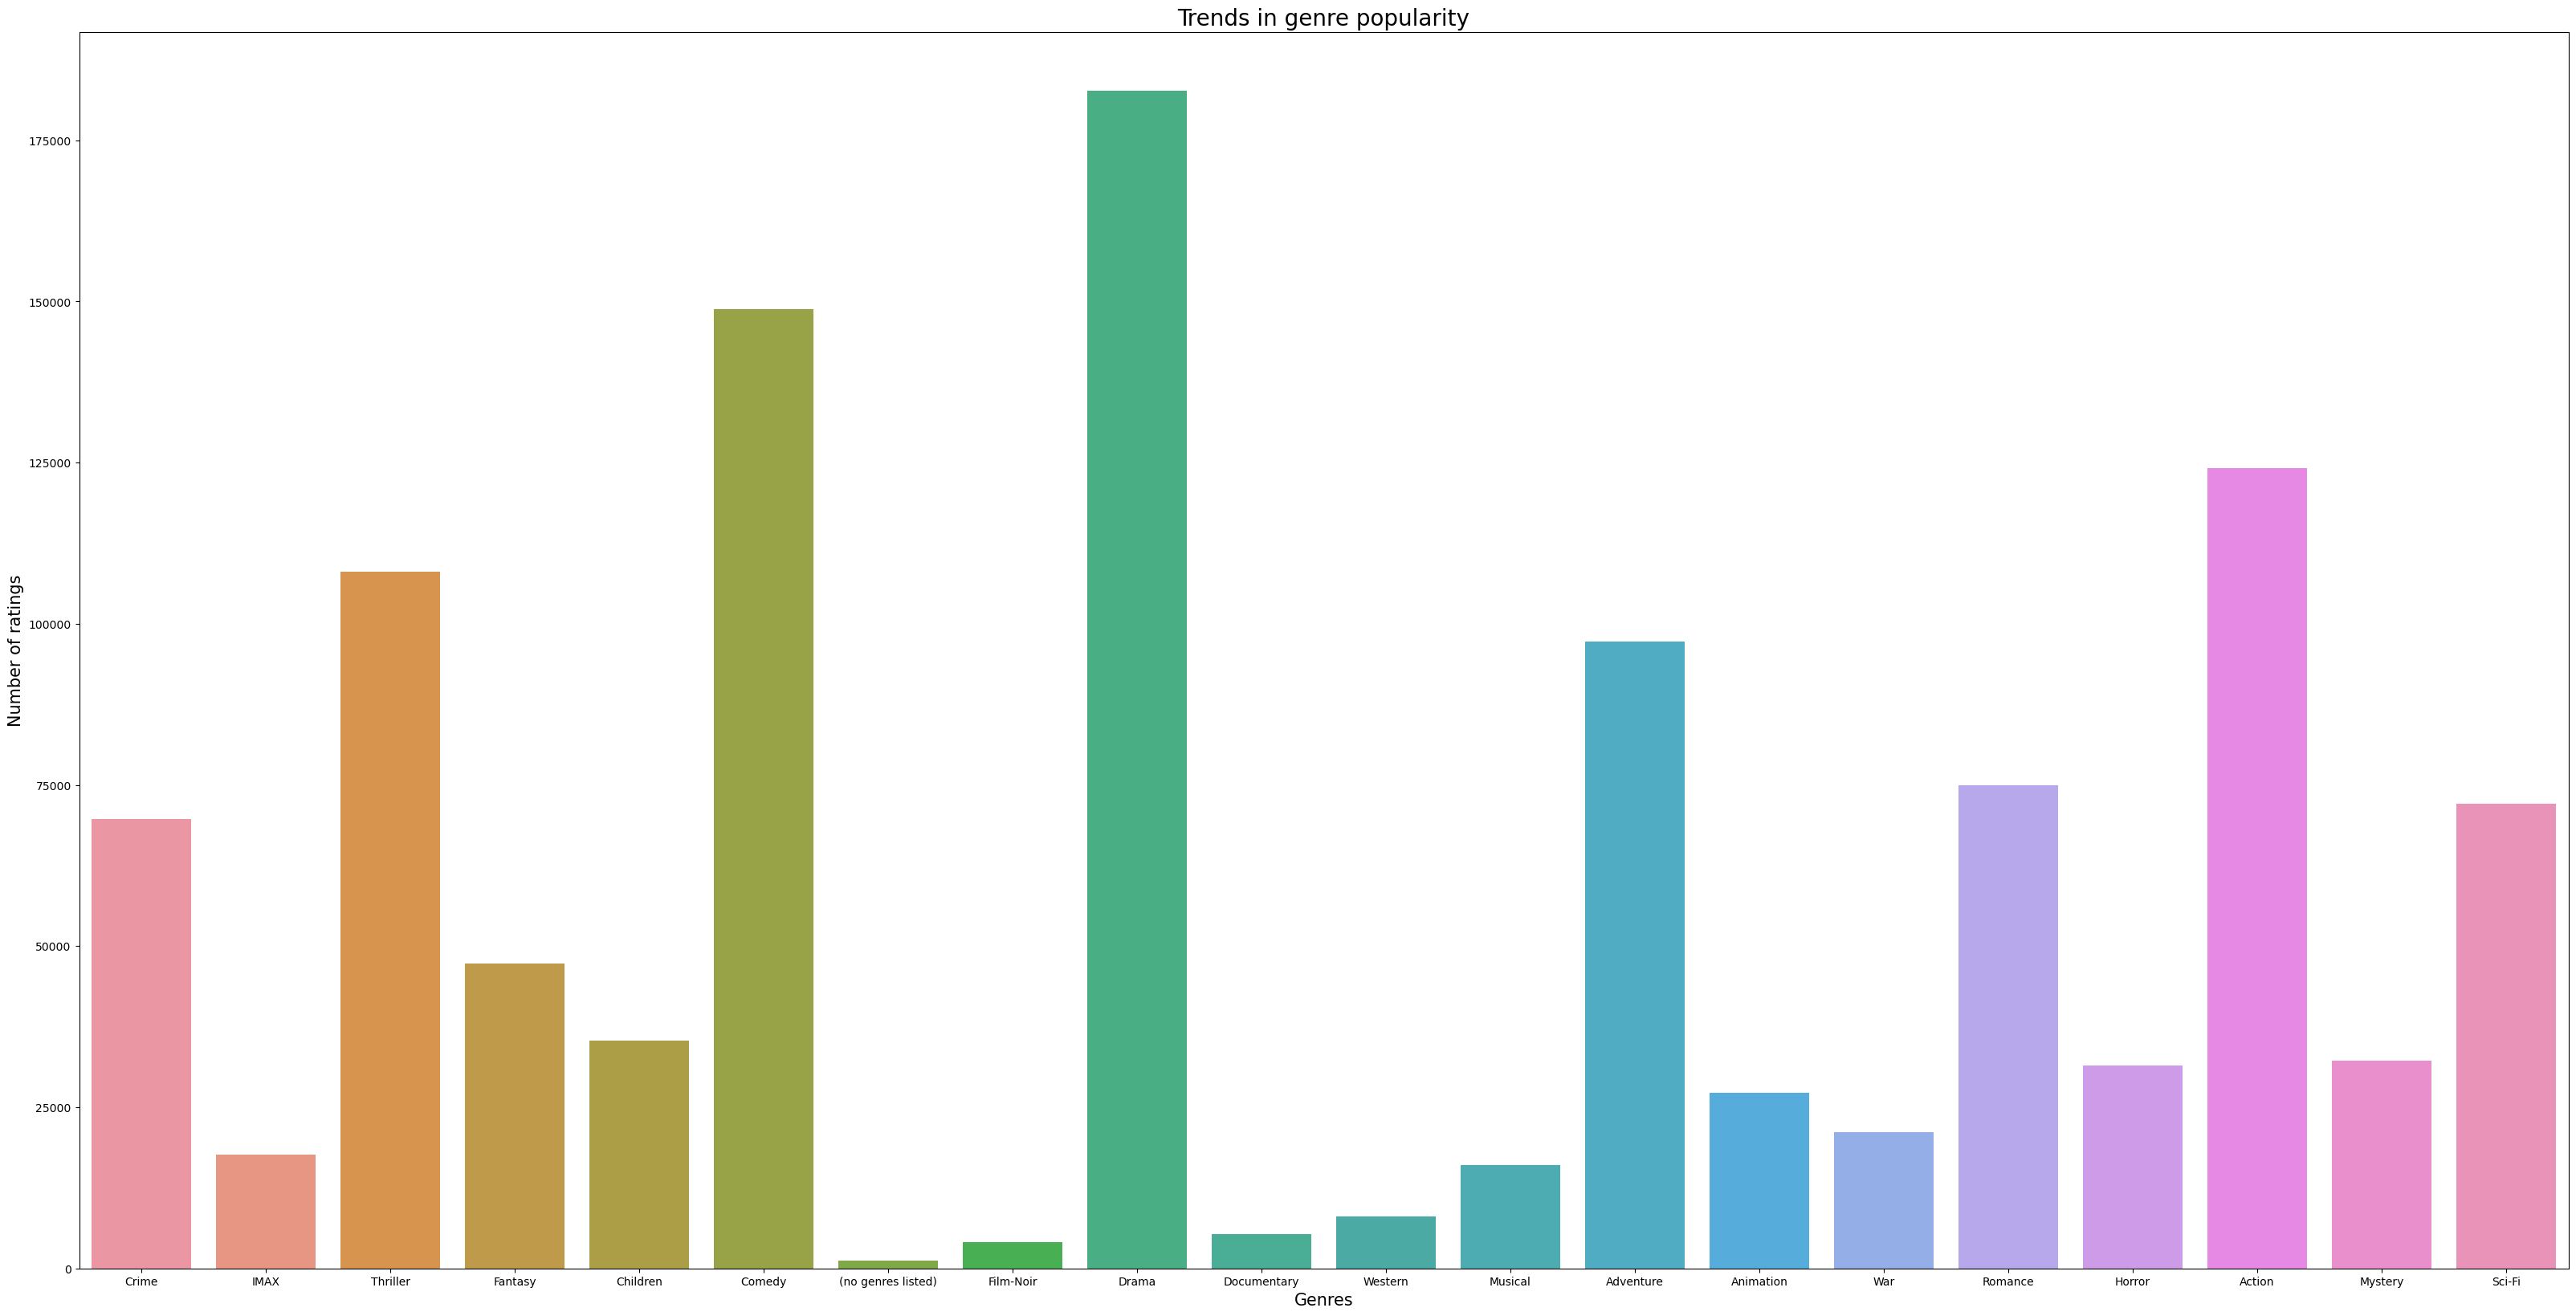 Trends in genre popularity
Number of ratings
175000
150000
125000
100000
75000
50000
25000
0
Crime IMAX Thriller Fantasy Children Comedy (no genres listed) Film-Noir Drama Documentary Western Musical Adventure Animation War Romance Horror Action Mystery Sci-Fi
Genres